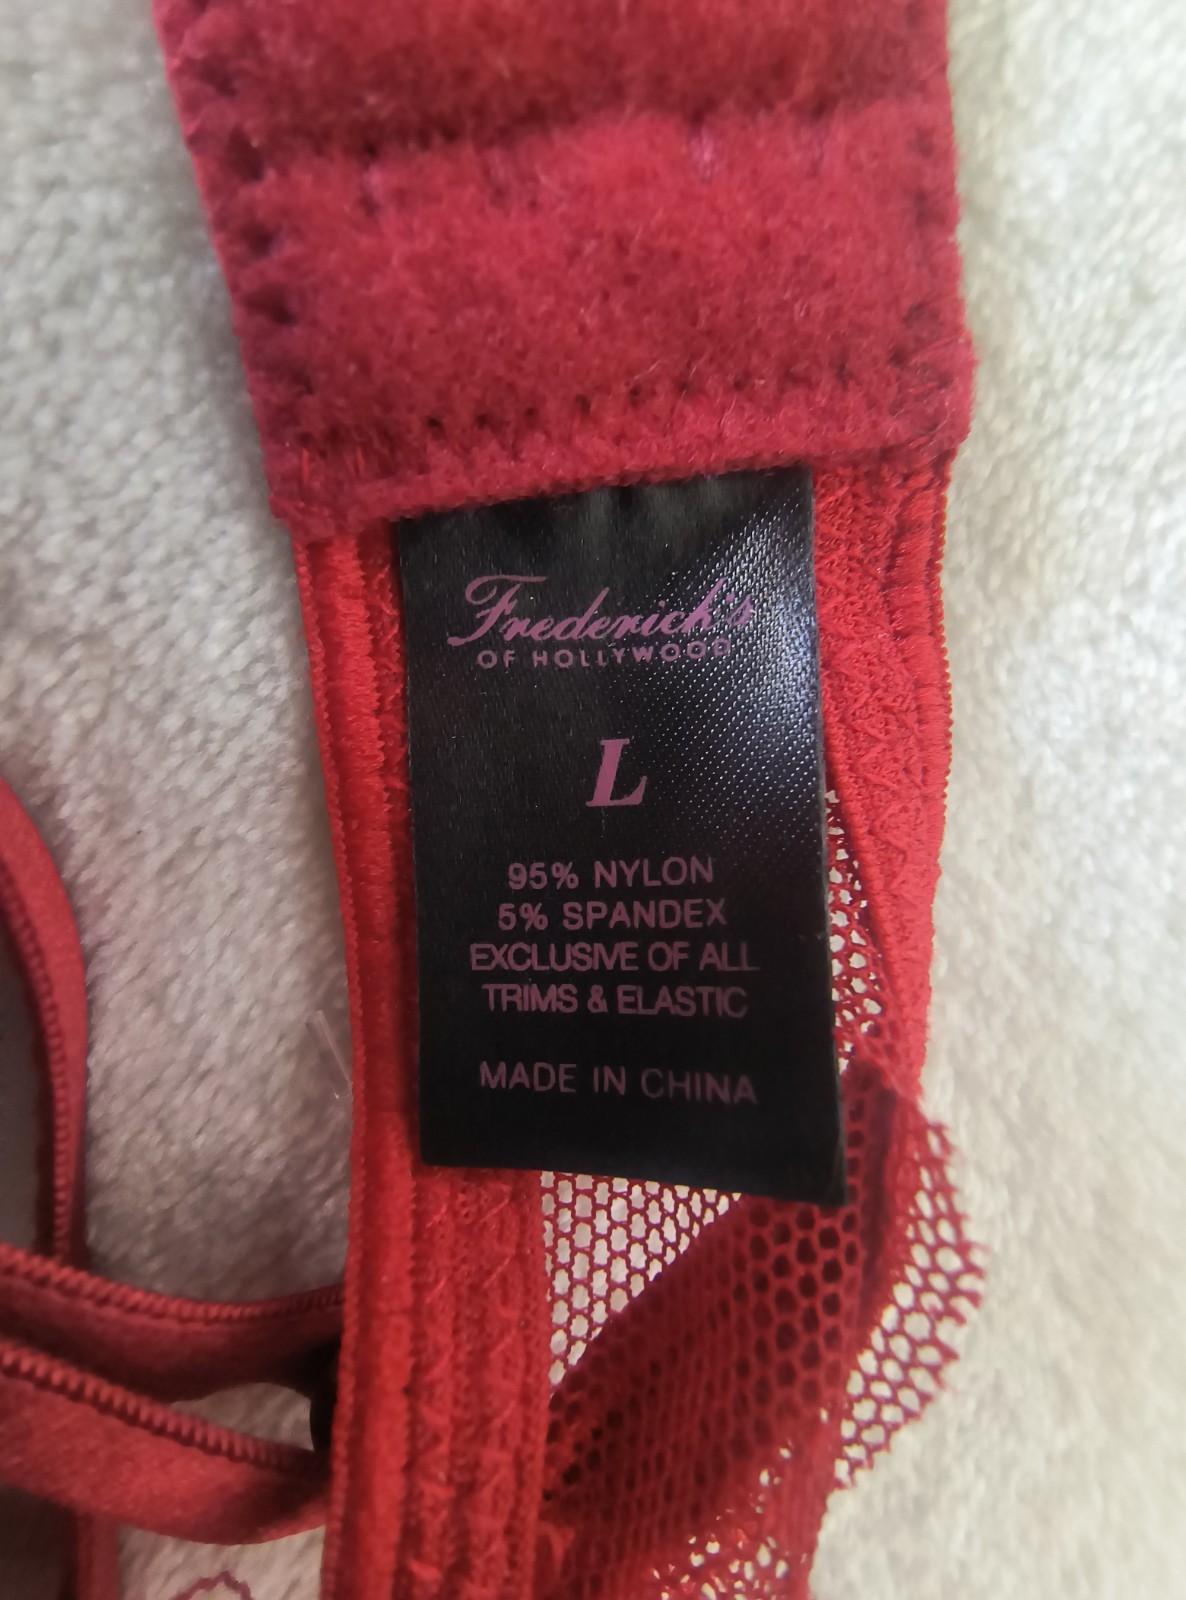 Frederick's
OF HOLLYWOOD
L
95% NYLON
5% SPANDEX
EXCLUSIVE OF ALL
TRIMS & ELASTIC
MADE IN CHINA